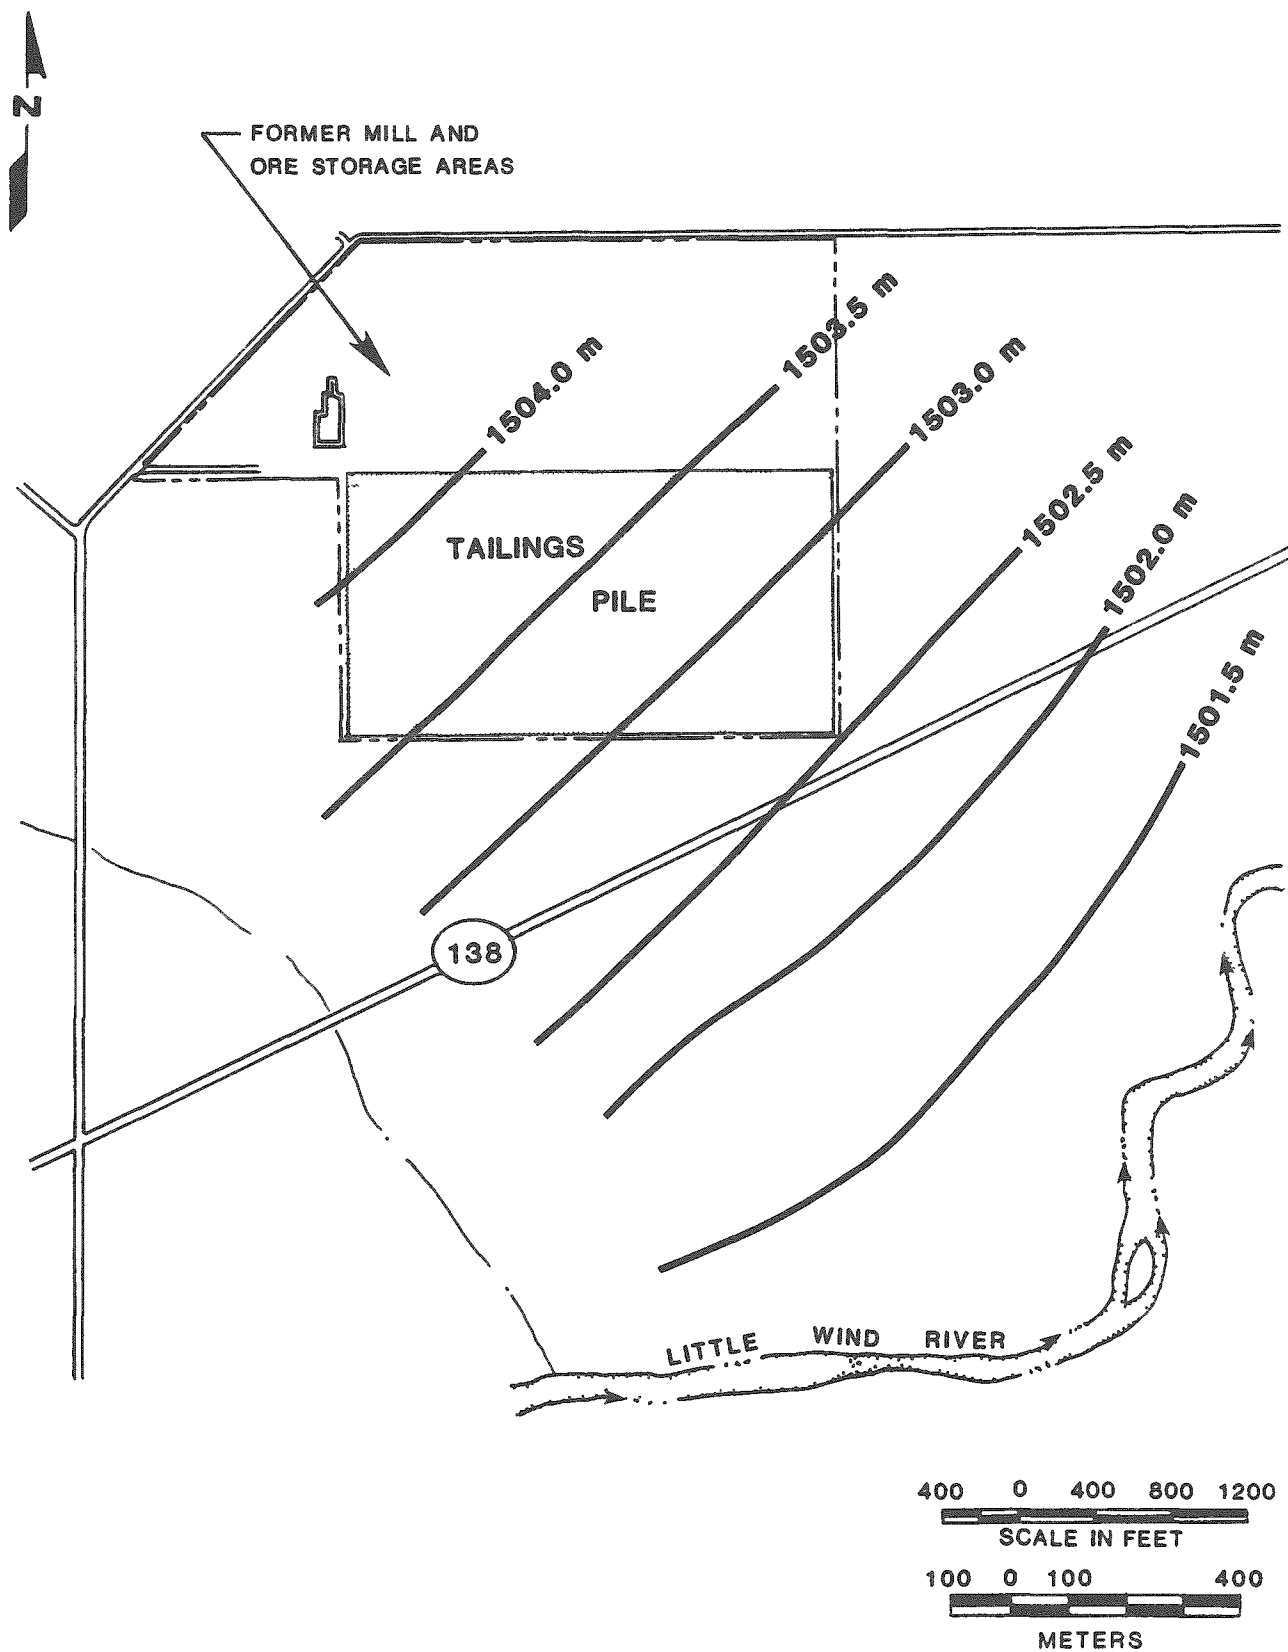 N
FORMER MILL AND
ORE STORAGE AREAS
1504.0 m
1503.5 m
1503.0 m
1502.5 m
1502.0 m
1501.5 m
TAILINGS
PILE
138
LITTLE WIND RIVER
400 0 400 800 1200
SCALE IN FEET
100 0 100 400
METERS